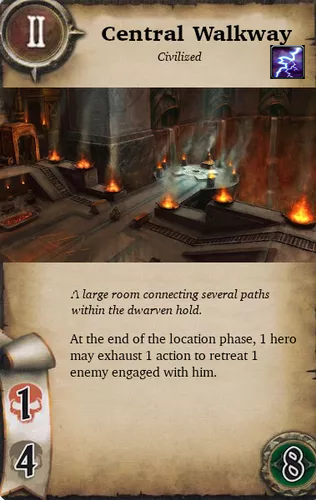 II
Central Walkway
Civilized
A large room connecting several paths
within the dwarven hold.
At the end of the location phase, 1 hero
may exhaust 1 action to retreat 1
enemy engaged with him.
1
4
8